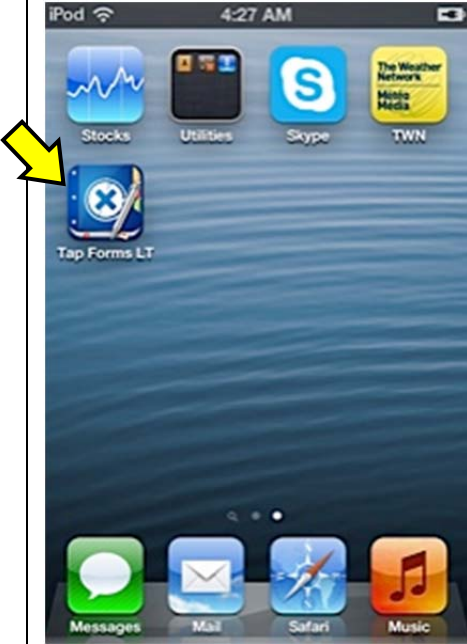 iPod 4:27 AM
The Weather
Network
Météo
Média
Stocks Utilities Skype TWN
Tap Forms LT
Messages Mail Safari Music